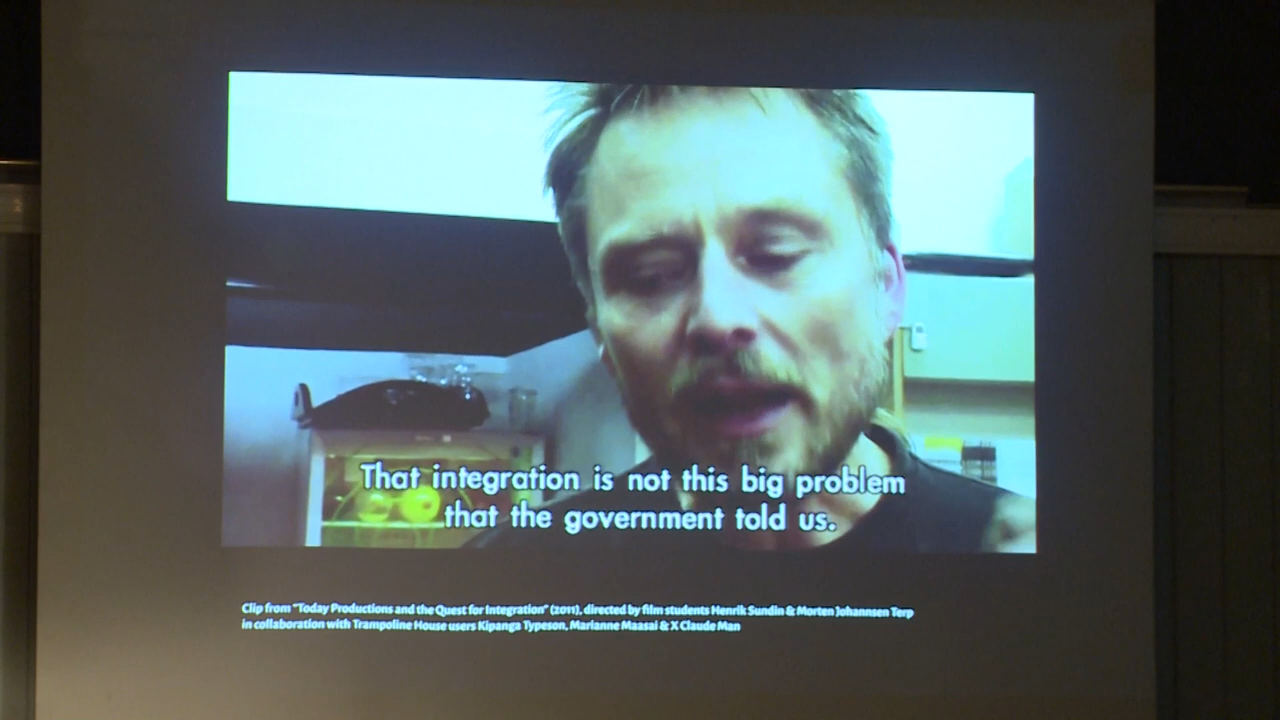 That integration is not this big problem
that the government told us.
Clip from "Today Productions and the Quest for Integration" (2011), directed by film students Henrik Sundin & Morten Johannsen Terp
in collaboration with Trampoline House users Kipanga Typeson, Marianne Maasai & X Claude Man